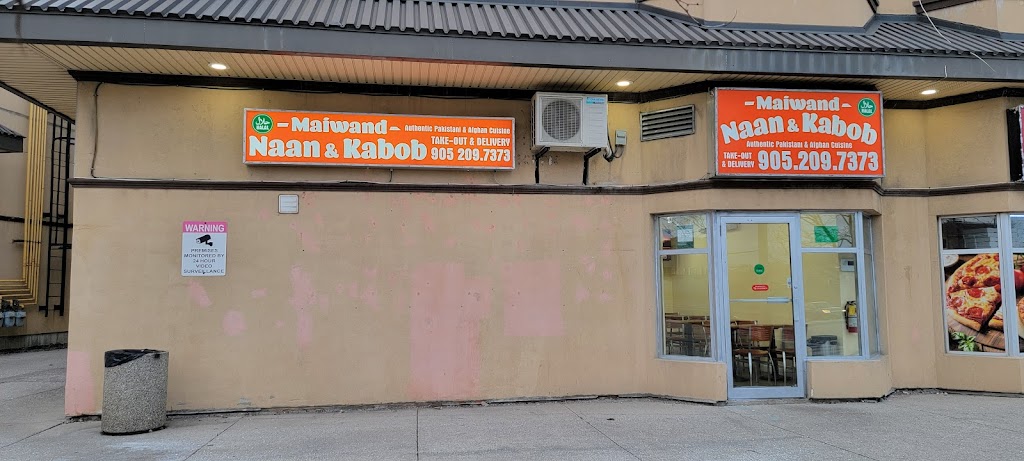 HALAL
Maiwand
Authentic Pakistani & Afghan Cuisine
Naan & Kabob
TAKE-OUT & DELIVERY
905 209.7373
Maiwand
HALAL
Naan & Kabob
Authentic Pakistani & Afghan Cuisine
TAKE-OUT
& DELIVERY
905.209.7373
WARNING
PREMISES
MONITORED BY
24 HOUR
VIDEO
SURVEILLANCE